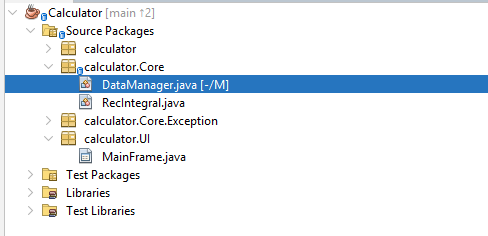 Calculator [main ↑2]
Source Packages
calculator
calculator.Core
DataManager.java [-/M]
RecIntegral.java
calculator.Core.Exception
calculator.UI
MainFrame.java
Test Packages
Libraries
Test Libraries